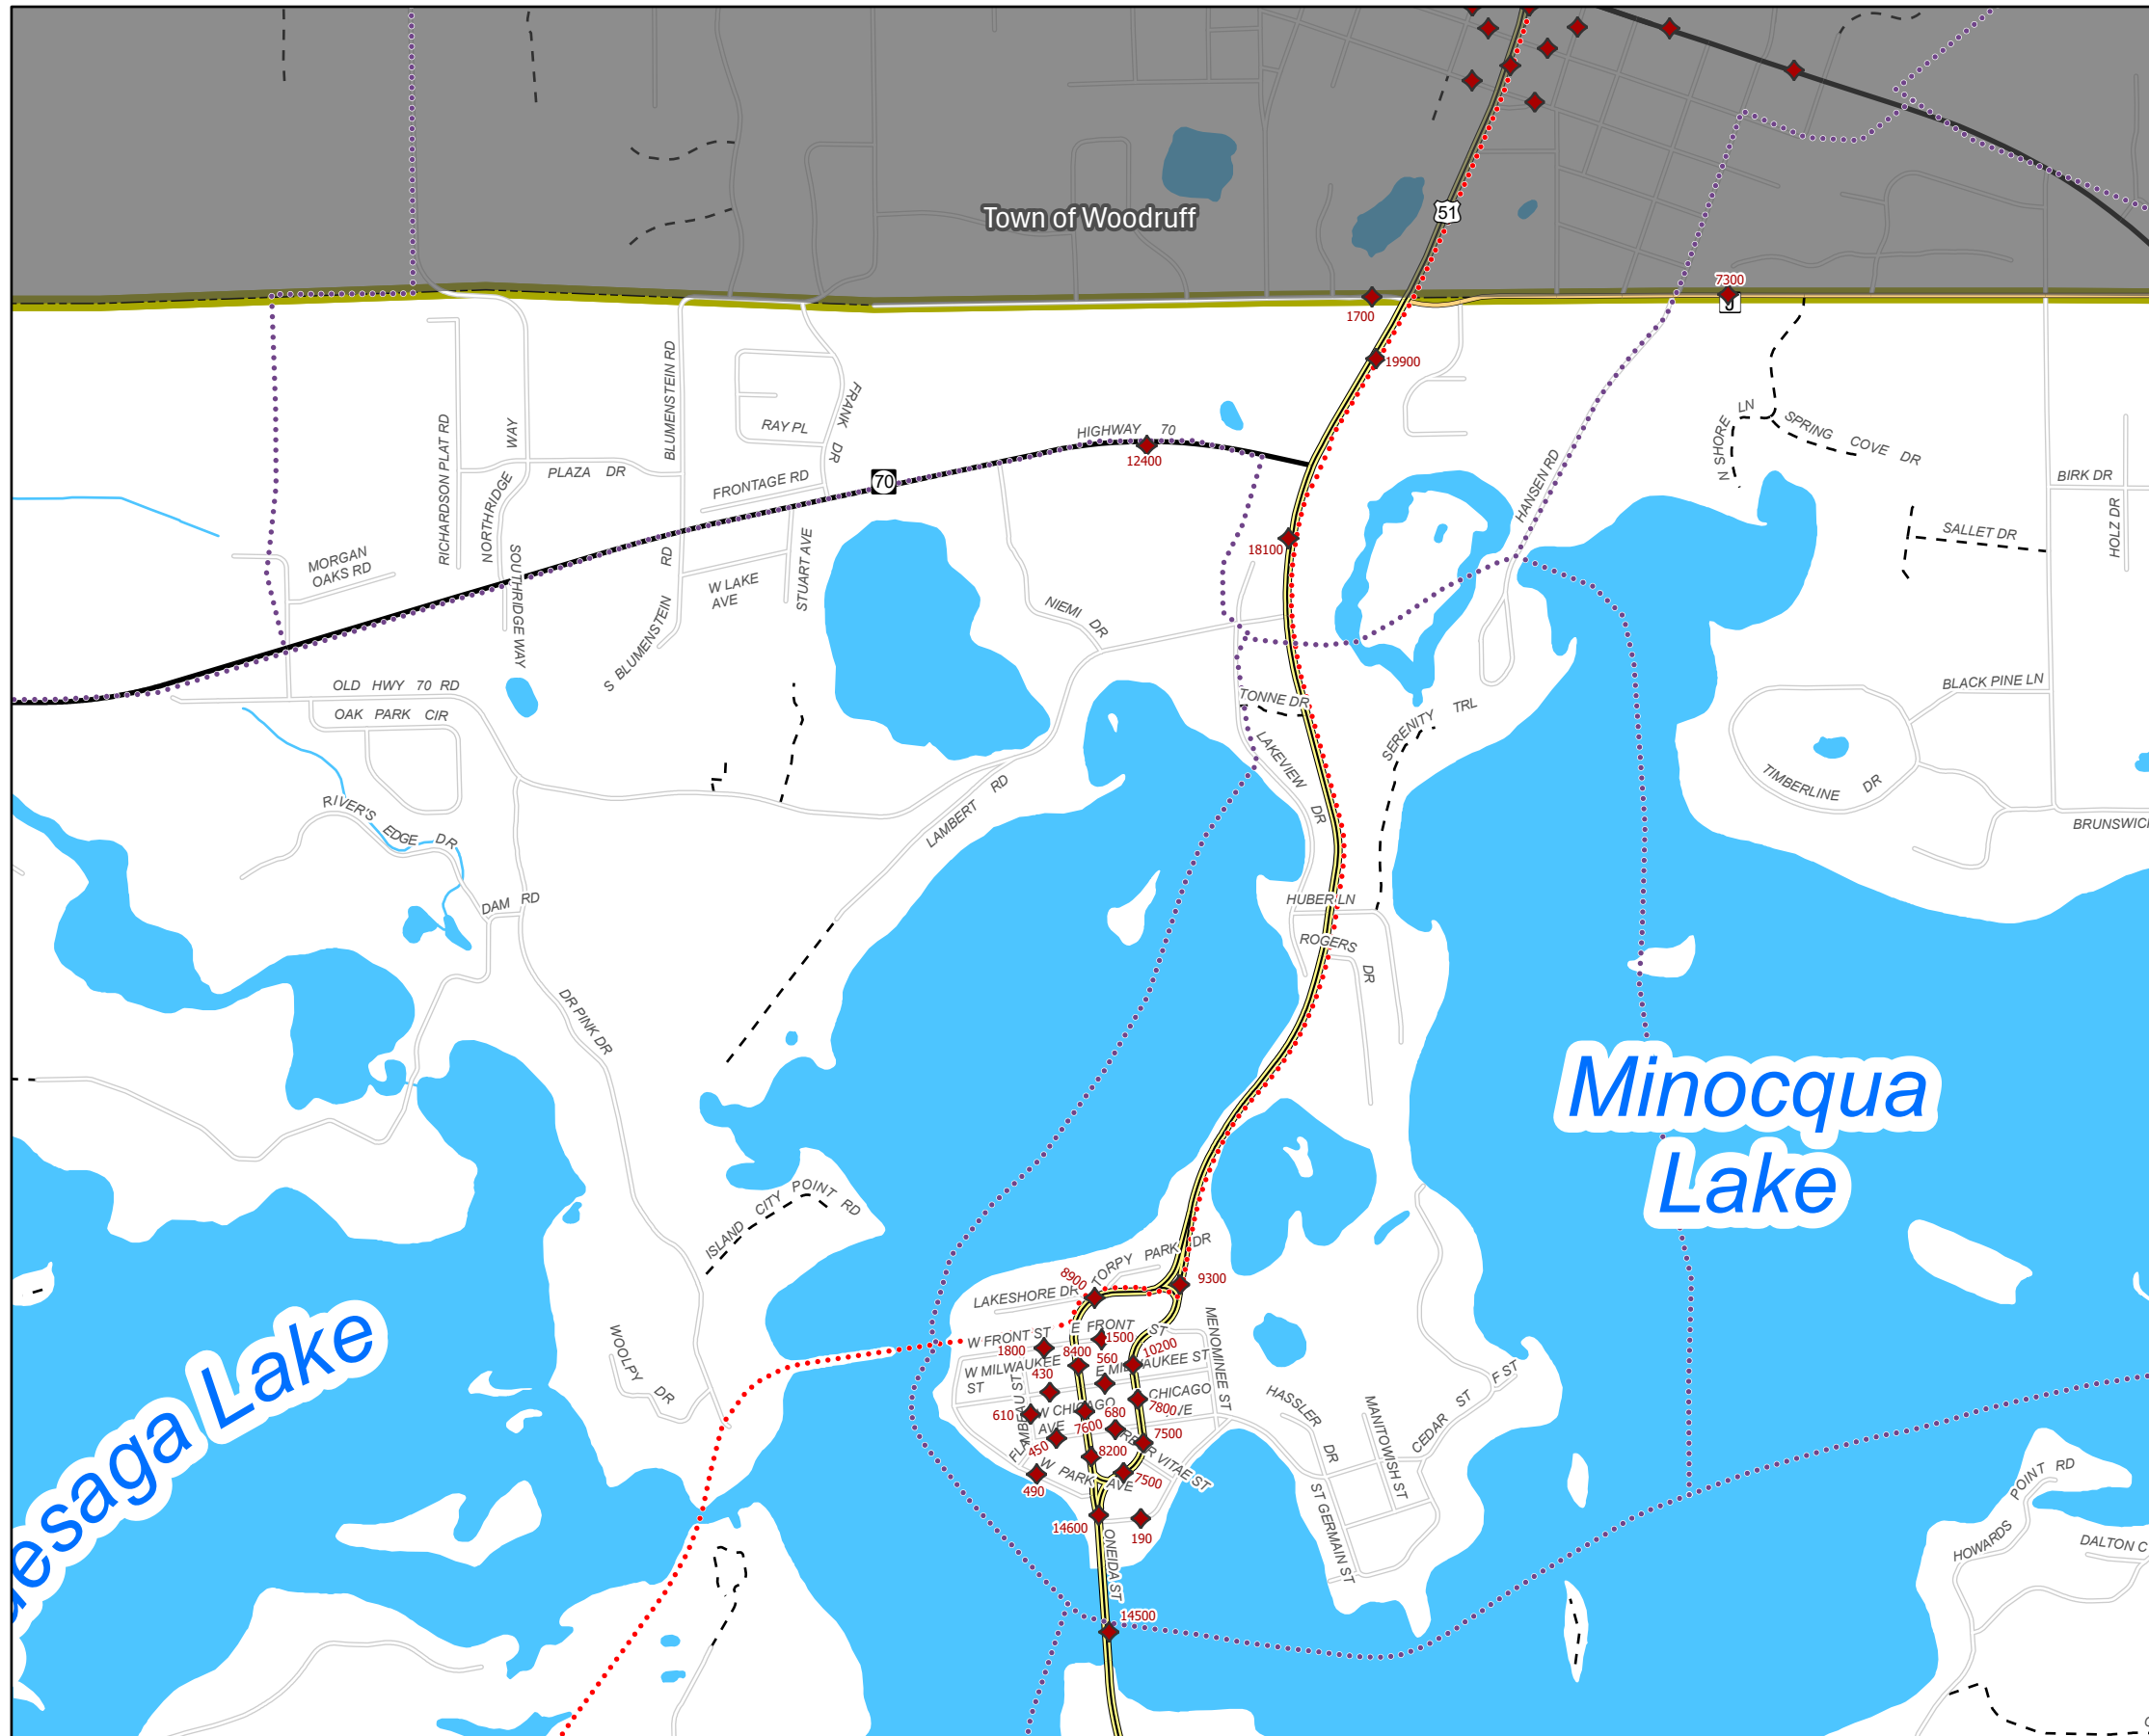 Town of Woodruff
51
7300
J
1700
19900
HIGHWAY 70
12400
70
18100
RICHARDSON PLAT RD
NORTHRIDGE WAY
BLUMENSTEIN RD
FRANK DR
RAY PL
PLAZA DR
FRONTAGE RD
MORGAN
OAKS RD
SOUTHRIDGE WAY
S BLUMENSTEIN RD
W LAKE
AVE
STUART AVE
NIEMI DR
HANSEN RD
N SHORE LN
SPRING COVE DR
BIRK DR
HOLZ DR
SALLET DR
BLACK PINE LN
TIMBERLINE DR
OLD HWY 70 RD
OAK PARK CIR
RIVER'S EDGE DR
DAM RD
DR PINK DR
LAMBERT RD
TONNE DR
LAKEVIEW DR
SERENITY TRL
HUBER LN
ROGERS DR
Minocqua
Lake
ISLAND CITY POINT RD
WOOLPY DR
TORPY PARK DR
LAKESHORE DR
8900
9300
W FRONT ST
E FRONT ST
1500
1800
8400
560
10200
W MILWAUKEE
ST
E MILWAUKEE ST
430
MENOMINEE ST
610
W CHICAGO
AVE
CHICAGO
AVE
680
7800
7600
450
7500
8200
FLAMBEAU ST
W PARK AVE
7500
490
14600
190
ONEIDA ST
14500
HASSLER DR
MANITOWISH ST
CEDAR ST
F ST
ST GERMAIN ST
HOWARDS POINT RD